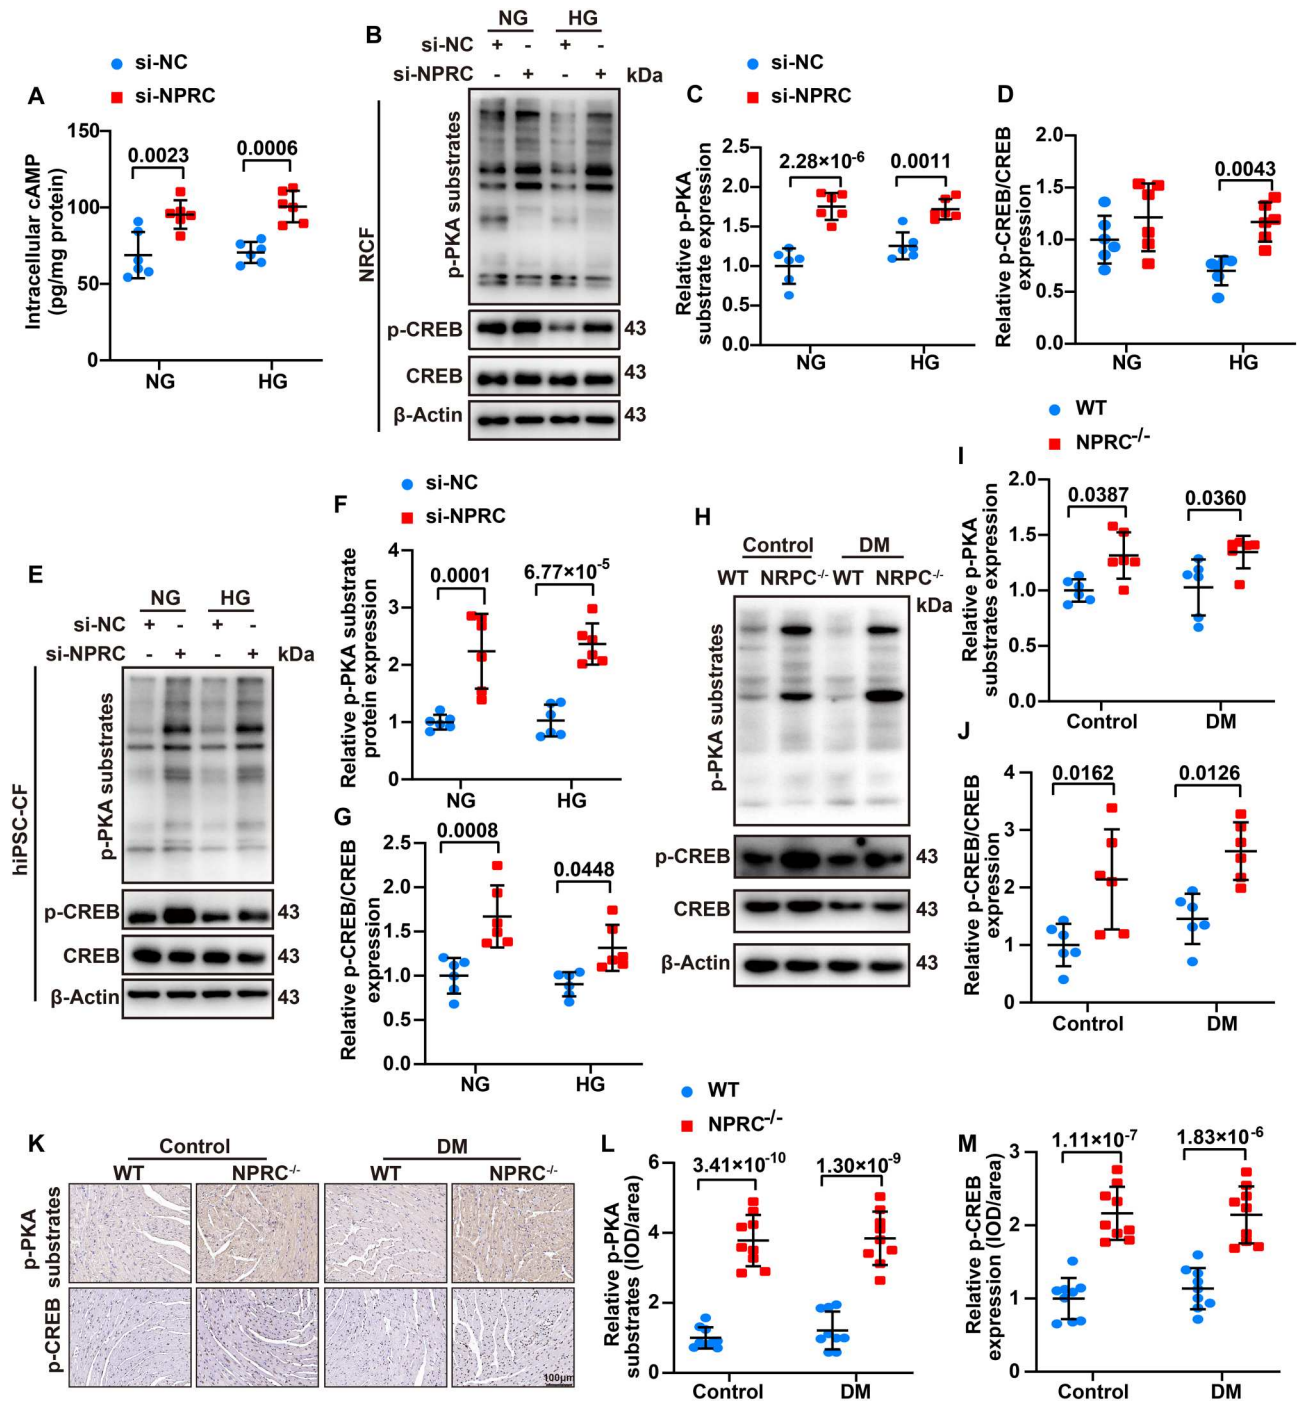 A
si-NC
si-NPRC
Intracellular cAMP
(pg/mg protein)
150
100
50
0
0.0023
0.0006
NG
HG
B
NG
HG
si-NC
+
-
+
-
si-NPRC
-
+
-
+
kDa
NRCF
p-PKA substrates
p-CREB
43
CREB
43
β-Actin
43
C
si-NC
si-NPRC
Relative p-PKA
substrate expression
2.5
2.0
1.5
1.0
0.5
0.0
2.28×10⁻⁶
0.0011
NG
HG
D
Relative p-CREB/CREB
expression
2.0
1.5
1.0
0.5
0.0
0.0043
NG
HG
E
NG
HG
si-NC
+
-
+
-
si-NPRC
-
+
-
+
kDa
hiPSC-CF
p-PKA substrates
p-CREB
43
CREB
43
β-Actin
43
F
si-NC
si-NPRC
Relative p-PKA substrate
protein expression
4
3
2
1
0
0.0001
6.77×10⁻⁵
NG
HG
G
Relative p-CREB/CREB
expression
2.5
2.0
1.5
1.0
0.5
0.0
0.0008
0.0448
NG
HG
H
Control
DM
WT NRPC⁻/⁻ WT NRPC⁻/⁻
kDa
p-PKA substrates
p-CREB
43
CREB
43
β-Actin
43
WT
NPRC⁻/⁻
I
Relative p-PKA
substrates expression
2.0
1.5
1.0
0.5
0.0
0.0387
0.0360
Control
DM
J
Relative p-CREB/CREB
expression
4
3
2
1
0
0.0162
0.0126
Control
DM
K
Control
DM
WT
NPRC⁻/⁻
WT
NPRC⁻/⁻
p-PKA
substrates
p-CREB
100μm
WT
NPRC⁻/⁻
L
Relative p-PKA
substrates (IOD/area)
6
4
2
0
3.41×10⁻¹⁰
1.30×10⁻⁹
Control
DM
M
Relative p-CREB
expression (IOD/area)
3
2
1
0
1.11×10⁻⁷
1.83×10⁻⁶
Control
DM